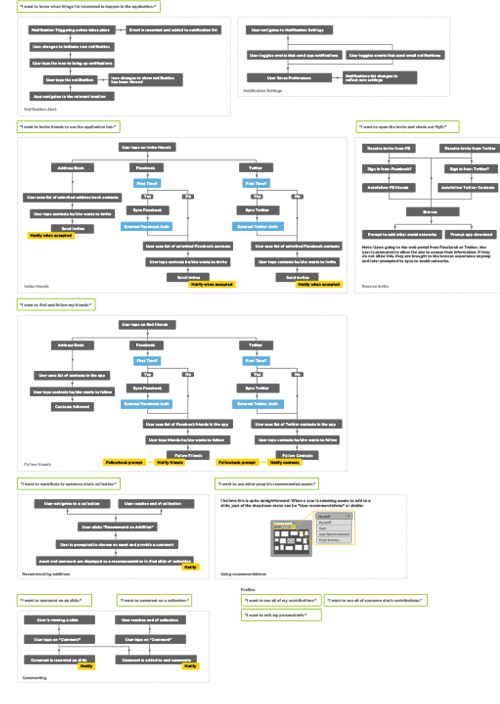 "I want to know when things I'm interested in happen in the application."
Notification Triggering action takes place
Event is recorded and added to notification list
Icon changes to indicate new notification
User taps the icon to bring up notifications
User taps the notification
Icon changes to show notification has been viewed
App navigates to the relevant location
Notification Alert
User navigates to Notification Settings
User toggles events that send app notifications
User toggles events that send email notifications
User Saves Preferences
Notifications list changes to reflect new settings
Notification Settings
"I want to invite friends to use the application too."
User taps on Invite Friends
Address Book
Facebook
Twitter
First Time?
First Time?
Yes
No
Yes
No
User sees list of uninvited address book contacts
Sync Facebook
Sync Twitter
User taps contacts he/she wants to invite
External Facebook Auth
External Twitter Auth
Send Invites
Notify when accepted
User sees list of uninvited Facebook contacts
User sees list of uninvited Facebook contacts
User taps contacts he/she wants to invite
User taps contacts he/she wants to invite
Send Invites
Notify when accepted
Send Invites
Notify when accepted
Invite Friends
Receive Invite from FB
Receive Invite from Twitter
Sign in from Facebook?
Sign in from Twitter?
Autofollow FB friends
Autofollow Twitter Contacts
Browse
Prompt to add other social networks
Prompt app download
Note: Upon going to the web portal from Facebook or Twitter, the
user is prompted to allow the site to access their information. If they
do not allow this, they are brought to the browse experience anyway
and later prompted to sync to social networks.
Receive Invite
"I want to find and follow my friends."
User taps on find friends
Address Book
Facebook
Twitter
First Time?
First Time?
Yes
No
Yes
No
User sees list of contacts in the app
Sync Facebook
Sync Twitter
User taps contacts he/she wants to follow
External Facebook Auth
External Twitter Auth
Contacts followed
User sees list of Facebook friends in the app
User sees list of Twitter contacts in the app
User taps friends he/she wants to follow
User taps contacts he/she wants to follow
Follow Friends
Follow Contacts
Followback prompt
Notify friends
Followback prompt
Notify contacts
Follow Friends
"I want to contribute to someone else's collection."
User navigates to a collection
User reaches end of collection
User clicks "Recommend an Addition"
User is prompted to choose an asset and provide a comment
Asset and comment are displayed as a recommendation in final slide of collection
Notify
Recommending additions
"I want to see other people's recommended assets."
I believe this is quite straightforward. When a user is selecting assets to add to a
slide, part of the dropdown menu can be "User recommendations" or similar:
Using recommendations
"I want to comment on a slide."
"I want to comment on a collection."
User is viewing a slide
User reaches end of collection
User taps on "Comment"
User taps on "Comment"
Comment is recorded on slide
Notify
Comment is added to end comments
Notify
Commenting
Profiles
"I want to see all of my contributions."
"I want to see all of someone else's contributions."
"I want to edit my personal info."